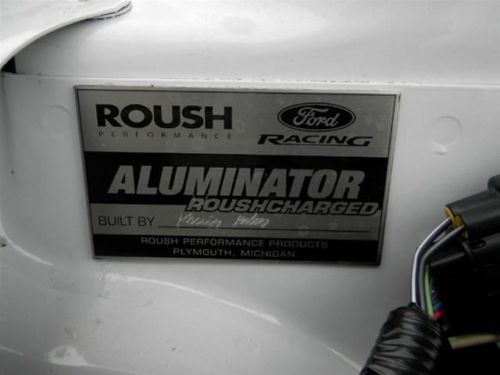 ROUSH
PERFORMANCE
Ford
RACING
ALUMINATOR
ROUSHCHARGED
BUILT BY
ROUSH PERFORMANCE PRODUCTS
PLYMOUTH, MICHIGAN